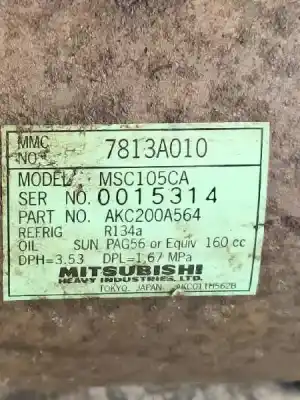 MMC
NO. 7813A010
MODEL MSC105CA
SER NO. 0015314
PART NO. AKC200A564
REFRIG R134a
OIL SUN PAG56 or Equiv 160 cc
DPH=3.53 DPL=1.67 MPa
MITSUBISHI
HEAVY INDUSTRIES, LTD.
TOKYO, JAPAN